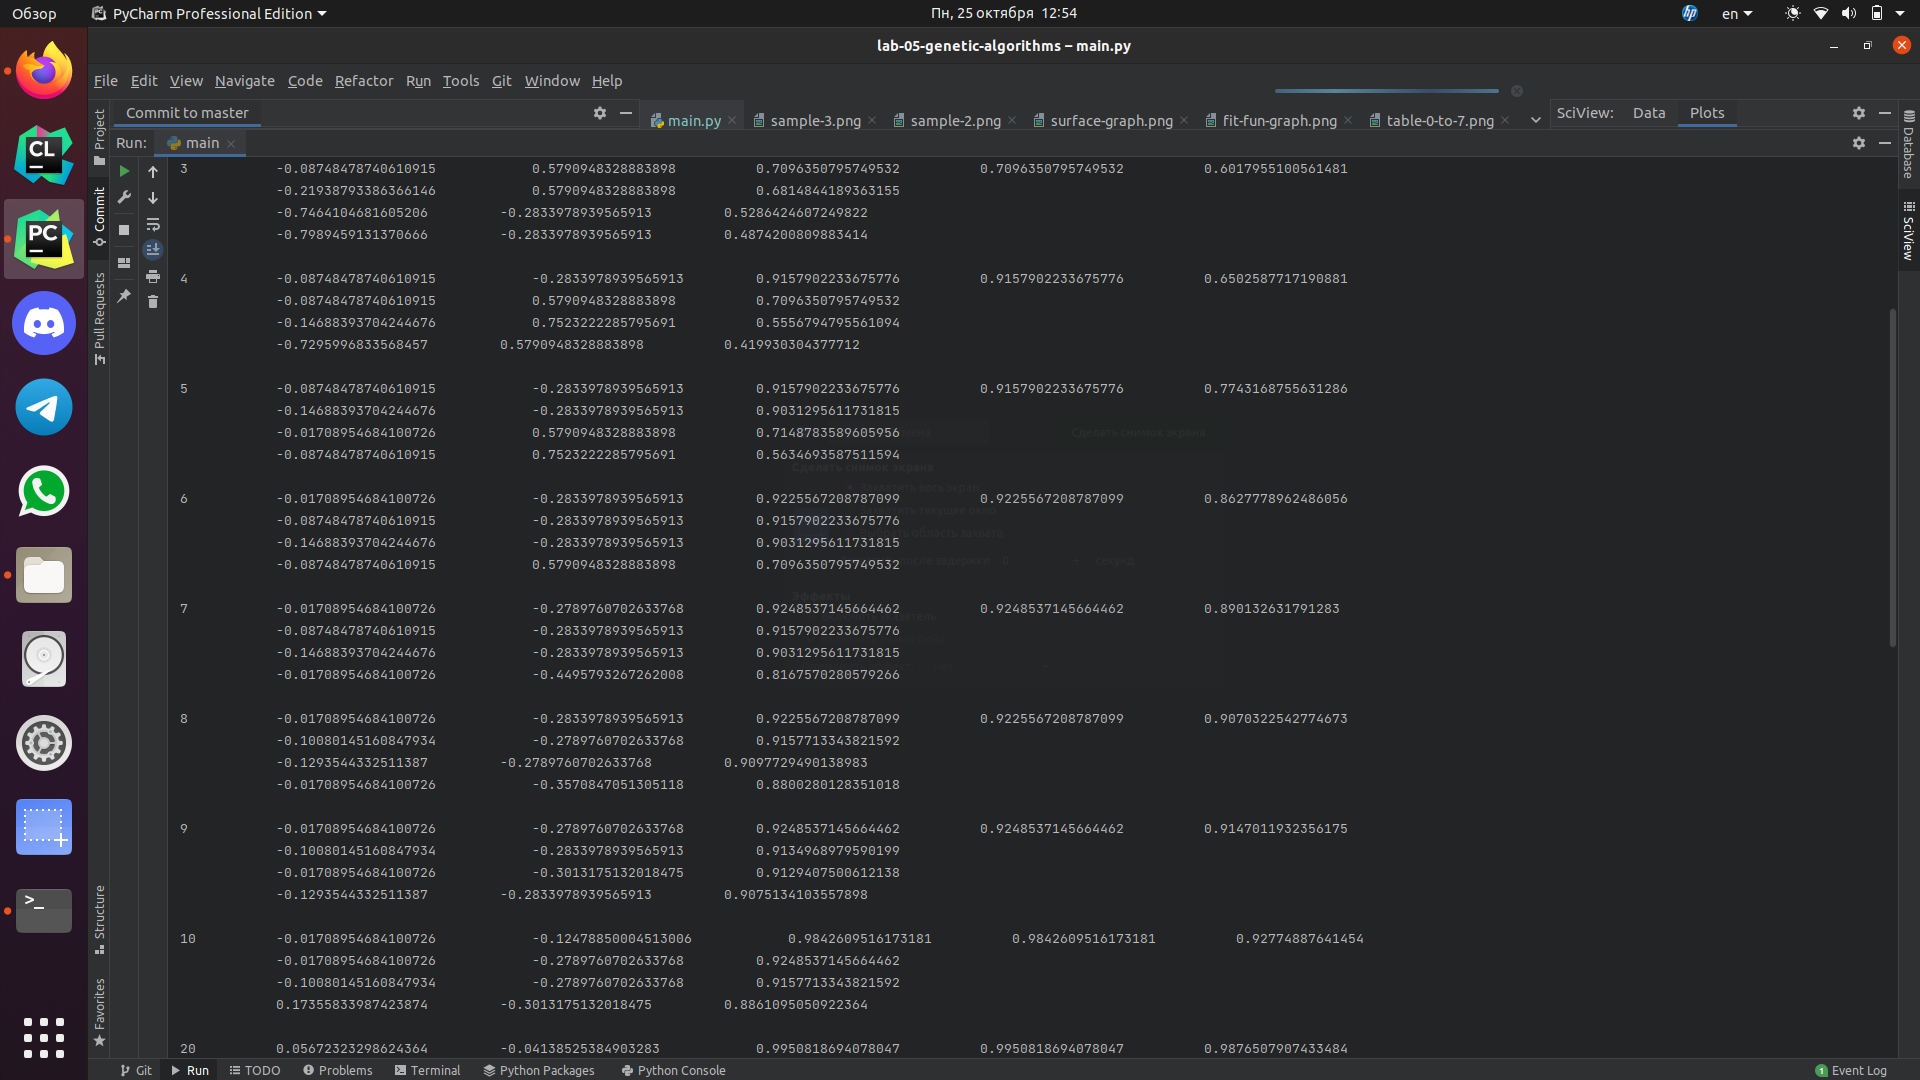 Обзор PyCharm Professional Edition Пн, 25 октября 12:54 en
lab-05-genetic-algorithms – main.py
File Edit View Navigate Code Refactor Run Tools Git Window Help
Commit to master main.py sample-3.png sample-2.png surface-graph.png fit-fun-graph.png table-0-to-7.png SciView: Data Plots
Run: main
Project
Commit
Pull Requests
Structure
Favorites
Database
SciView
3 -0.08748478740610915 0.5790948328883898 0.7096350795749532 0.7096350795749532 0.6017955100561481
-0.21938793386366146 0.5790948328883898 0.6814844189363155
-0.7464104681605206 -0.2833978939565913 0.5286424607249822
-0.7989459131370666 -0.2833978939565913 0.4874200809883414
4 -0.08748478740610915 -0.2833978939565913 0.9157902233675776 0.9157902233675776 0.6502587717190881
-0.08748478740610915 0.5790948328883898 0.7096350795749532
-0.14688393704244676 0.7523222285795691 0.5556794795561094
-0.7295996833568457 0.5790948328883898 0.419930304377712
5 -0.08748478740610915 -0.2833978939565913 0.9157902233675776 0.9157902233675776 0.7743168755631286
-0.14688393704244676 -0.2833978939565913 0.9031295611731815
-0.01708954684100726 0.5790948328883898 0.7148783589605956
-0.08748478740610915 0.7523222285795691 0.5634693587511594
6 -0.01708954684100726 -0.2833978939565913 0.9225567208787099 0.9225567208787099 0.8627778962486056
-0.08748478740610915 -0.2833978939565913 0.9157902233675776
-0.14688393704244676 -0.2833978939565913 0.9031295611731815
-0.08748478740610915 0.5790948328883898 0.7096350795749532
7 -0.01708954684100726 -0.2789760702633768 0.9248537145664462 0.9248537145664462 0.890132631791283
-0.08748478740610915 -0.2833978939565913 0.9157902233675776
-0.14688393704244676 -0.2833978939565913 0.9031295611731815
-0.01708954684100726 -0.4495793267262008 0.8167570280579266
8 -0.01708954684100726 -0.2833978939565913 0.9225567208787099 0.9225567208787099 0.9070322542774673
-0.10080145160847934 -0.2789760702633768 0.9157713343821592
-0.1293544332511387 -0.2789760702633768 0.9097729490138983
-0.01708954684100726 -0.3570847051305118 0.8800280128351018
9 -0.01708954684100726 -0.2789760702633768 0.9248537145664462 0.9248537145664462 0.9147011932356175
-0.10080145160847934 -0.2833978939565913 0.9134968979590199
-0.01708954684100726 -0.3013175132018475 0.9129407500612138
-0.1293544332511387 -0.2833978939565913 0.9075134103557898
10 -0.01708954684100726 -0.12478850004513006 0.9842609516173181 0.9842609516173181 0.92774887641454
-0.01708954684100726 -0.2789760702633768 0.9248537145664462
-0.10080145160847934 -0.2789760702633768 0.9157713343821592
0.17355833987423874 -0.3013175132018475 0.8861095050922364
20 0.05672323298624364 -0.04138525384903283 0.9950818694078047 0.9950818694078047 0.9876507907433484
Сделать снимок экрана
Сделать снимок экрана
Эффекты
Git Run TODO Problems Terminal Python Packages Python Console 1 Event Log